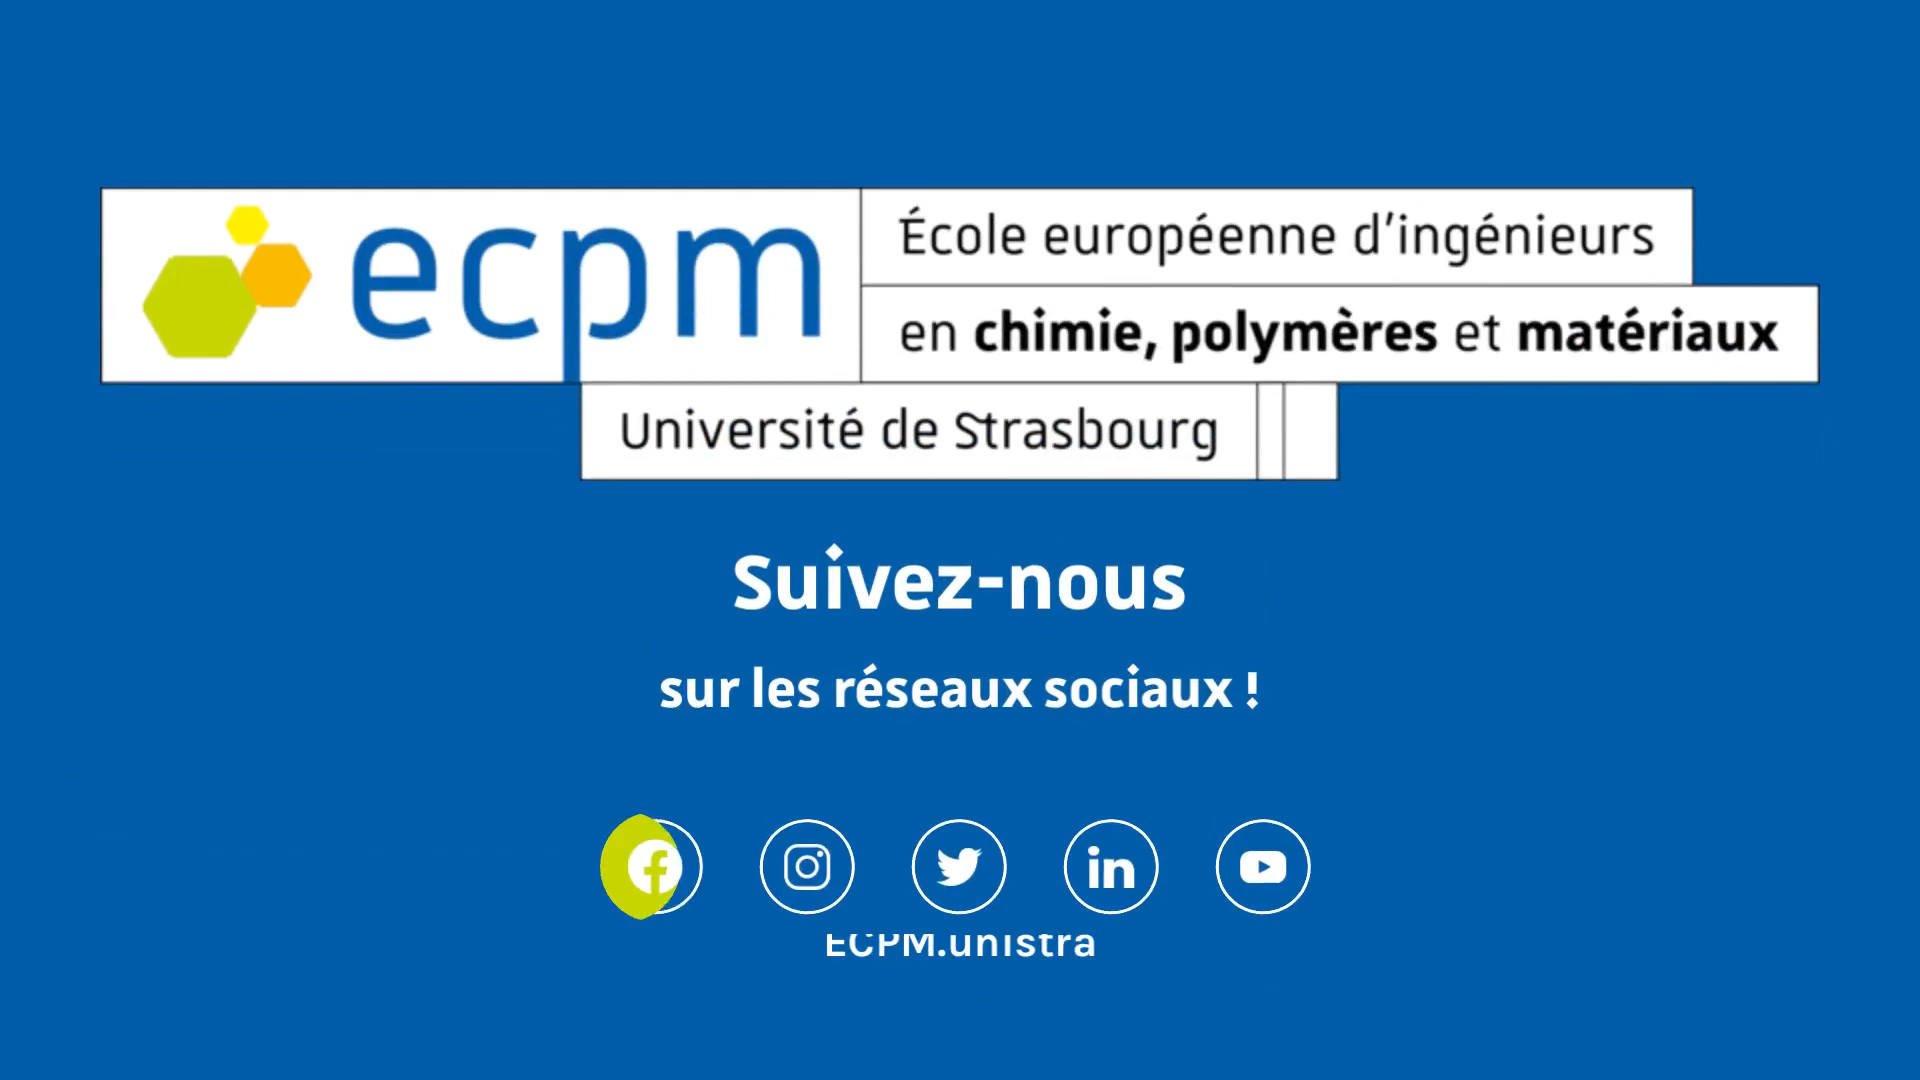 ecpm
École européenne d'ingénieurs
en chimie, polymères et matériaux
Université de Strasbourg
Suivez-nous
sur les réseaux sociaux !
in
ECPM.unistra